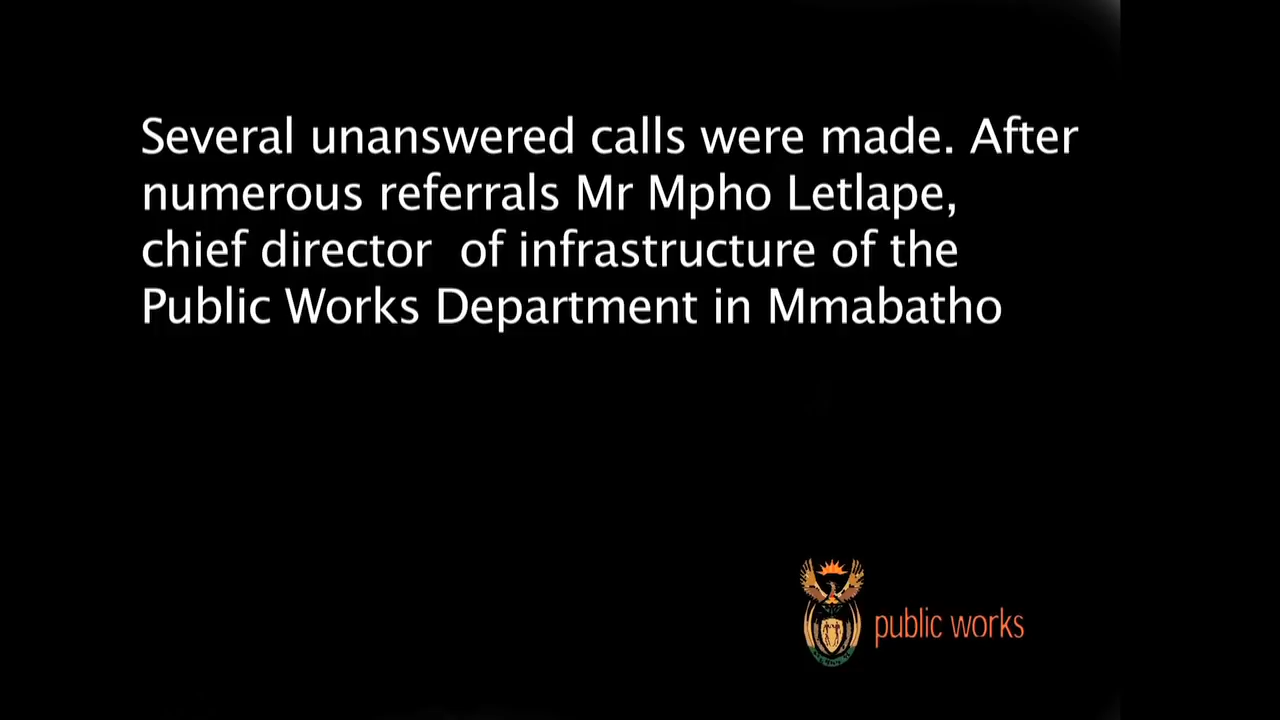 Several unanswered calls were made. After
numerous referrals Mr Mpho Letlape,
chief director  of infrastructure of the
Public Works Department in Mmabatho
public works